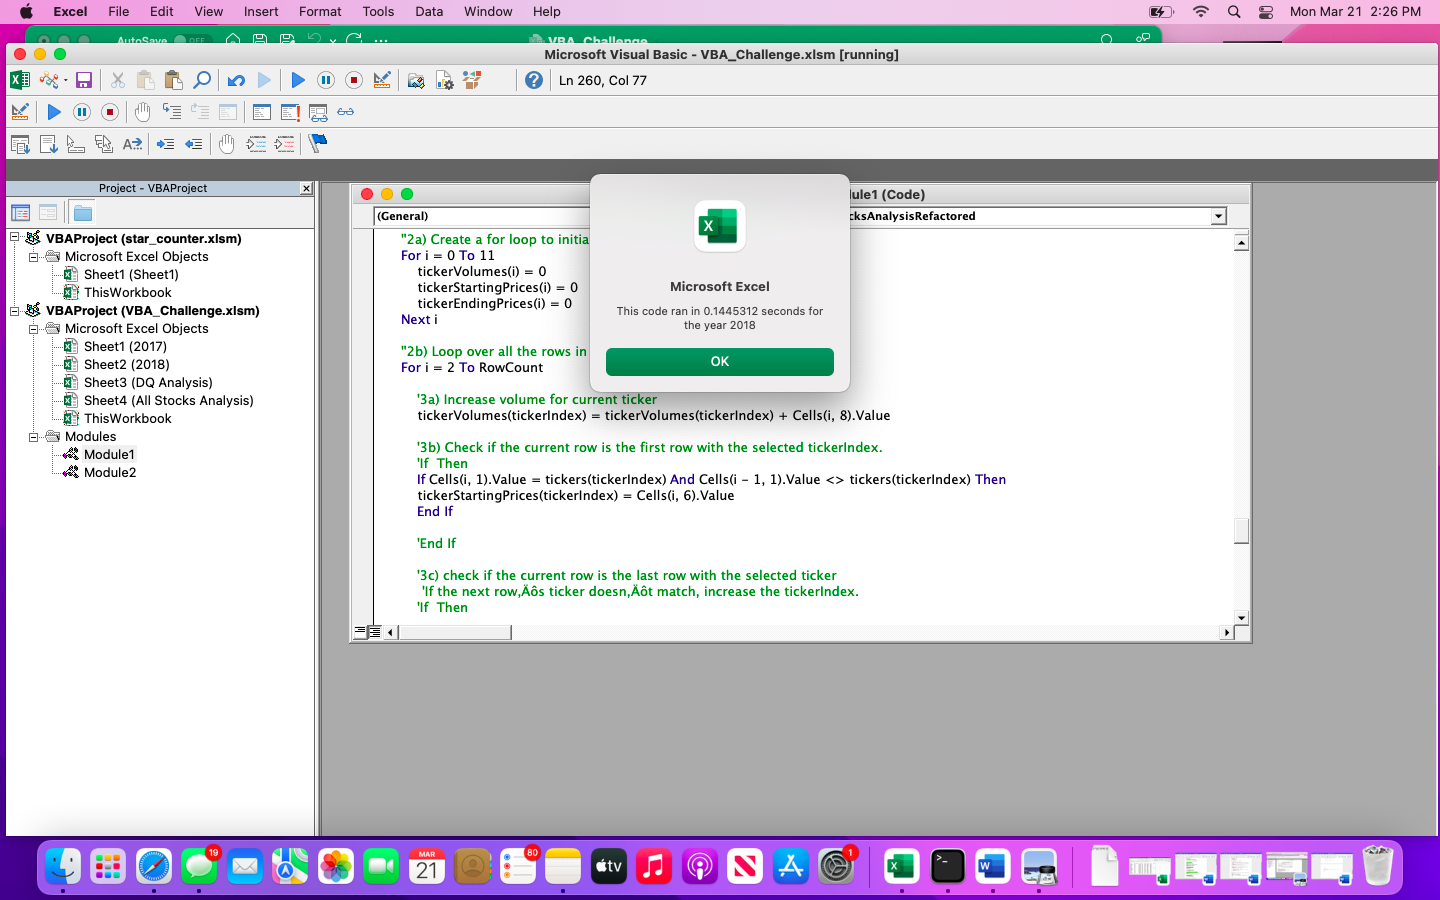 Excel File Edit View Insert Format Tools Data Window Help Mon Mar 21 2:26 PM
AutoSave OFF VBA_Challenge
Microsoft Visual Basic - VBA_Challenge.xlsm [running]
Ln 260, Col 77
Project - VBAProject
VBAProject (star_counter.xlsm)
Microsoft Excel Objects
Sheet1 (Sheet1)
ThisWorkbook
VBAProject (VBA_Challenge.xlsm)
Microsoft Excel Objects
Sheet1 (2017)
Sheet2 (2018)
Sheet3 (DQ Analysis)
Sheet4 (All Stocks Analysis)
ThisWorkbook
Modules
Module1
Module2
ule1 (Code)
(General)
cksAnalysisRefactored
"2a) Create a for loop to initia
For i = 0 To 11
tickerVolumes(i) = 0
tickerStartingPrices(i) = 0
tickerEndingPrices(i) = 0
Next i
"2b) Loop over all the rows in
For i = 2 To RowCount
'3a) Increase volume for current ticker
tickerVolumes(tickerIndex) = tickerVolumes(tickerIndex) + Cells(i, 8).Value
'3b) Check if the current row is the first row with the selected tickerIndex.
'If  Then
If Cells(i, 1).Value = tickers(tickerIndex) And Cells(i - 1, 1).Value <> tickers(tickerIndex) Then
tickerStartingPrices(tickerIndex) = Cells(i, 6).Value
End If
'End If
'3c) check if the current row is the last row with the selected ticker
'If the next row‚Äôs ticker doesn‚Äôt match, increase the tickerIndex.
'If  Then
Microsoft Excel
This code ran in 0.1445312 seconds for
the year 2018
OK
19
MAR
21
80
tv
1